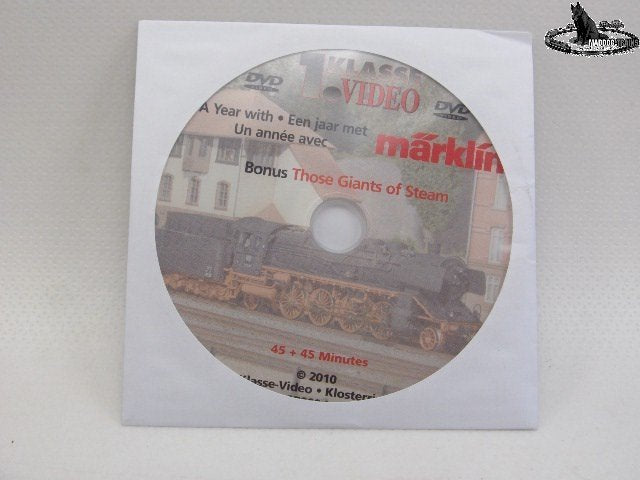 DVD
1. KLASSE
VIDEO
DVD
A Year with • Een jaar met
Un année avec
märklin
Bonus Those Giants of Steam
45 + 45 Minutes
© 2010
Klasse-Video •